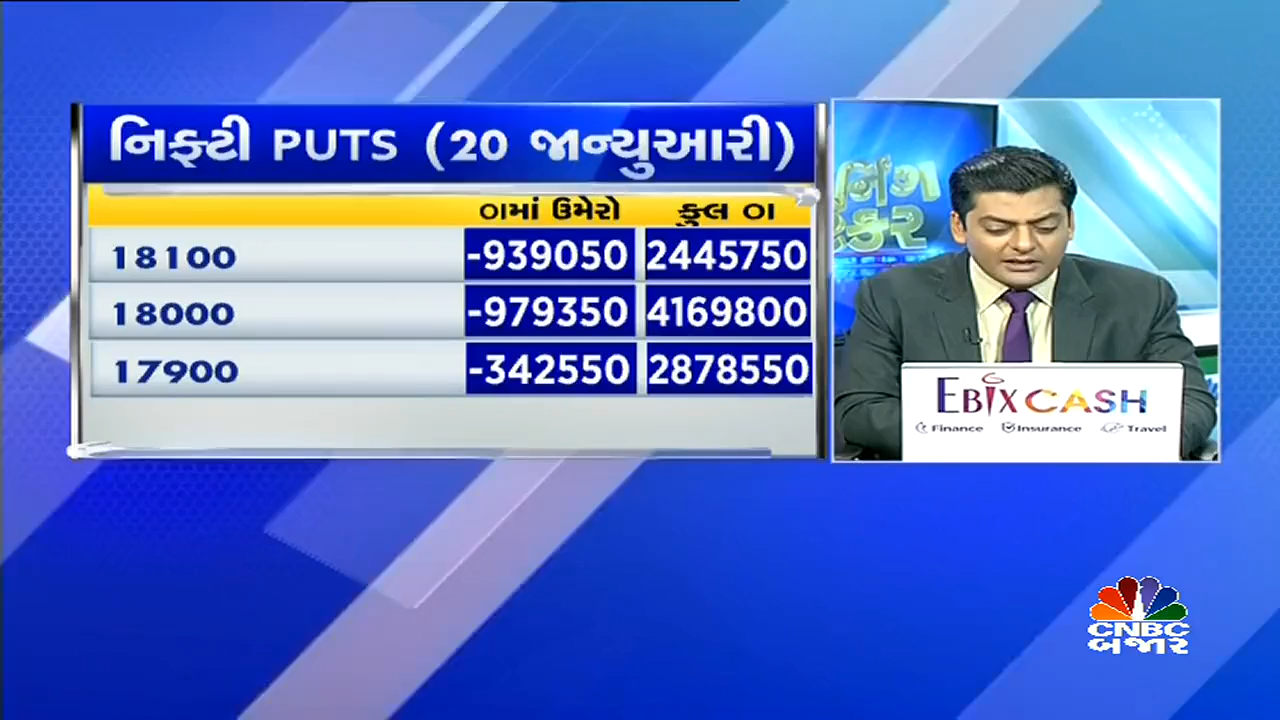 નિફ્ટી PUTS (20 જાન્યુઆરી)
OIમાં ઉમેરો કુલ OI
18100 -939050 2445750
18000 -979350 4169800
17900 -342550 2878550
EBIXCASH
Finance Insurance Travel
CNBC
બજાર